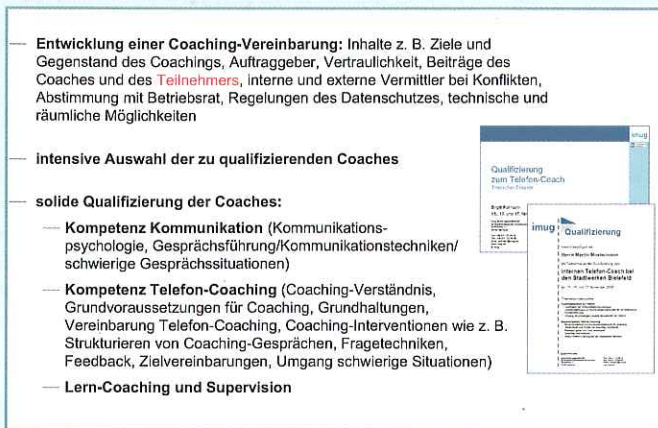 — Entwicklung einer Coaching-Vereinbarung: Inhalte z. B. Ziele und
Gegenstand des Coachings, Auftraggeber, Vertraulichkeit, Beiträge des
Coaches und des Teilnehmers, interne und externe Vermittler bei Konflikten,
Abstimmung mit Betriebsrat, Regelungen des Datenschutzes, technische und
räumliche Möglichkeiten
— intensive Auswahl der zu qualifizierenden Coaches
— solide Qualifizierung der Coaches:
— Kompetenz Kommunikation (Kommunikations-
psychologie, Gesprächsführung/Kommunikationstechniken/
schwierige Gesprächssituationen)
— Kompetenz Telefon-Coaching (Coaching-Verständnis,
Grundvoraussetzungen für Coaching, Grundhaltungen,
Vereinbarung Telefon-Coaching, Coaching-Interventionen wie z. B.
Strukturieren von Coaching-Gesprächen, Fragetechniken,
Feedback, Zielvereinbarungen, Umgang schwierige Situationen)
— Lern-Coaching und Supervision
imug
Qualifizierung
zum Telefon-Coach
imug
Qualifizierung
internen Telefon-Coach bei
den Stadtwerken Bielefeld